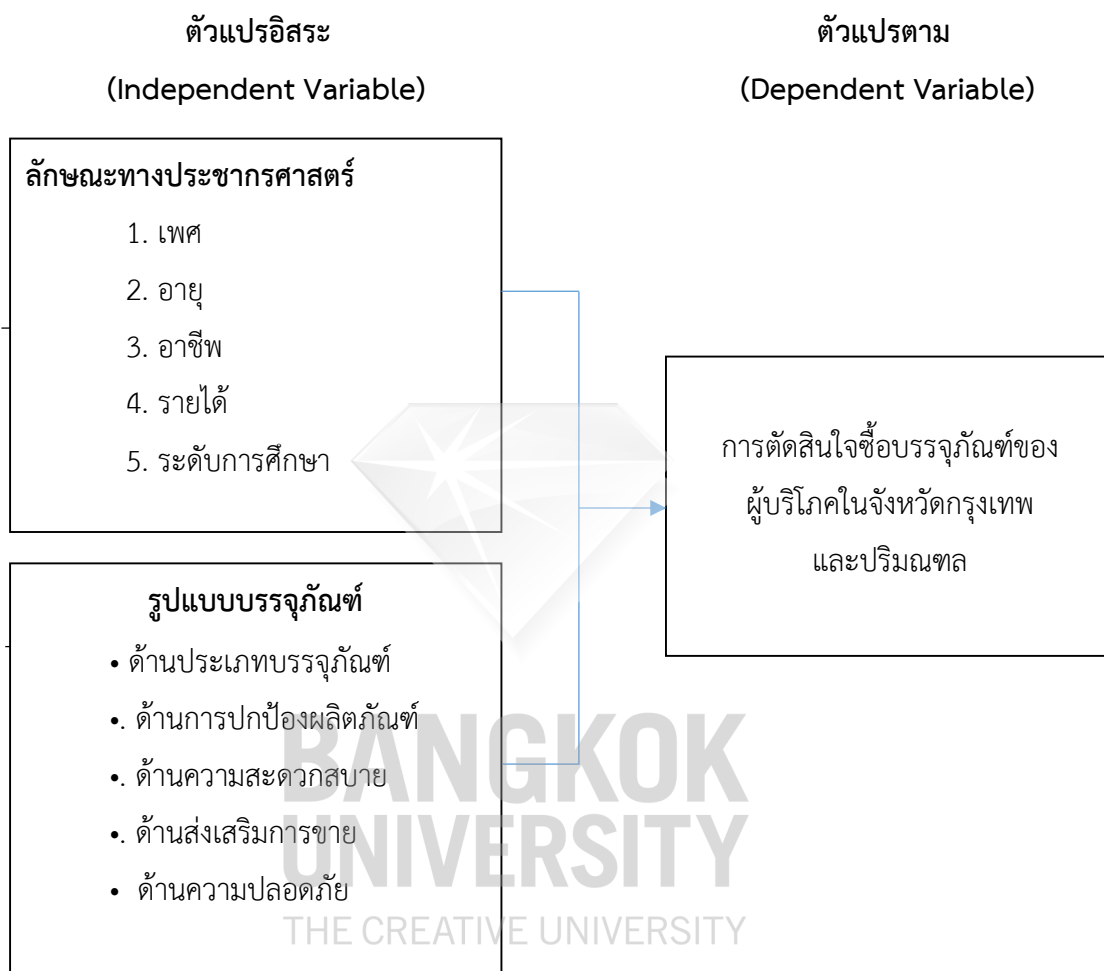 ตัวแปรอิสระ
(Independent Variable)
ตัวแปรตาม
(Dependent Variable)
ลักษณะทางประชากรศาสตร์
1. เพศ
2. อายุ
3. อาชีพ
4. รายได้
5. ระดับการศึกษา
การตัดสินใจซื้อบรรจุภัณฑ์ของ
ผู้บริโภคในจังหวัดกรุงเทพ
และปริมณฑล
รูปแบบบรรจุภัณฑ์
• ด้านประเภทบรรจุภัณฑ์
•. ด้านการปกป้องผลิตภัณฑ์
•. ด้านความสะดวกสบาย
•. ด้านส่งเสริมการขาย
• ด้านความปลอดภัย
BANGKOK
UNIVERSITY
THE CREATIVE UNIVERSITY